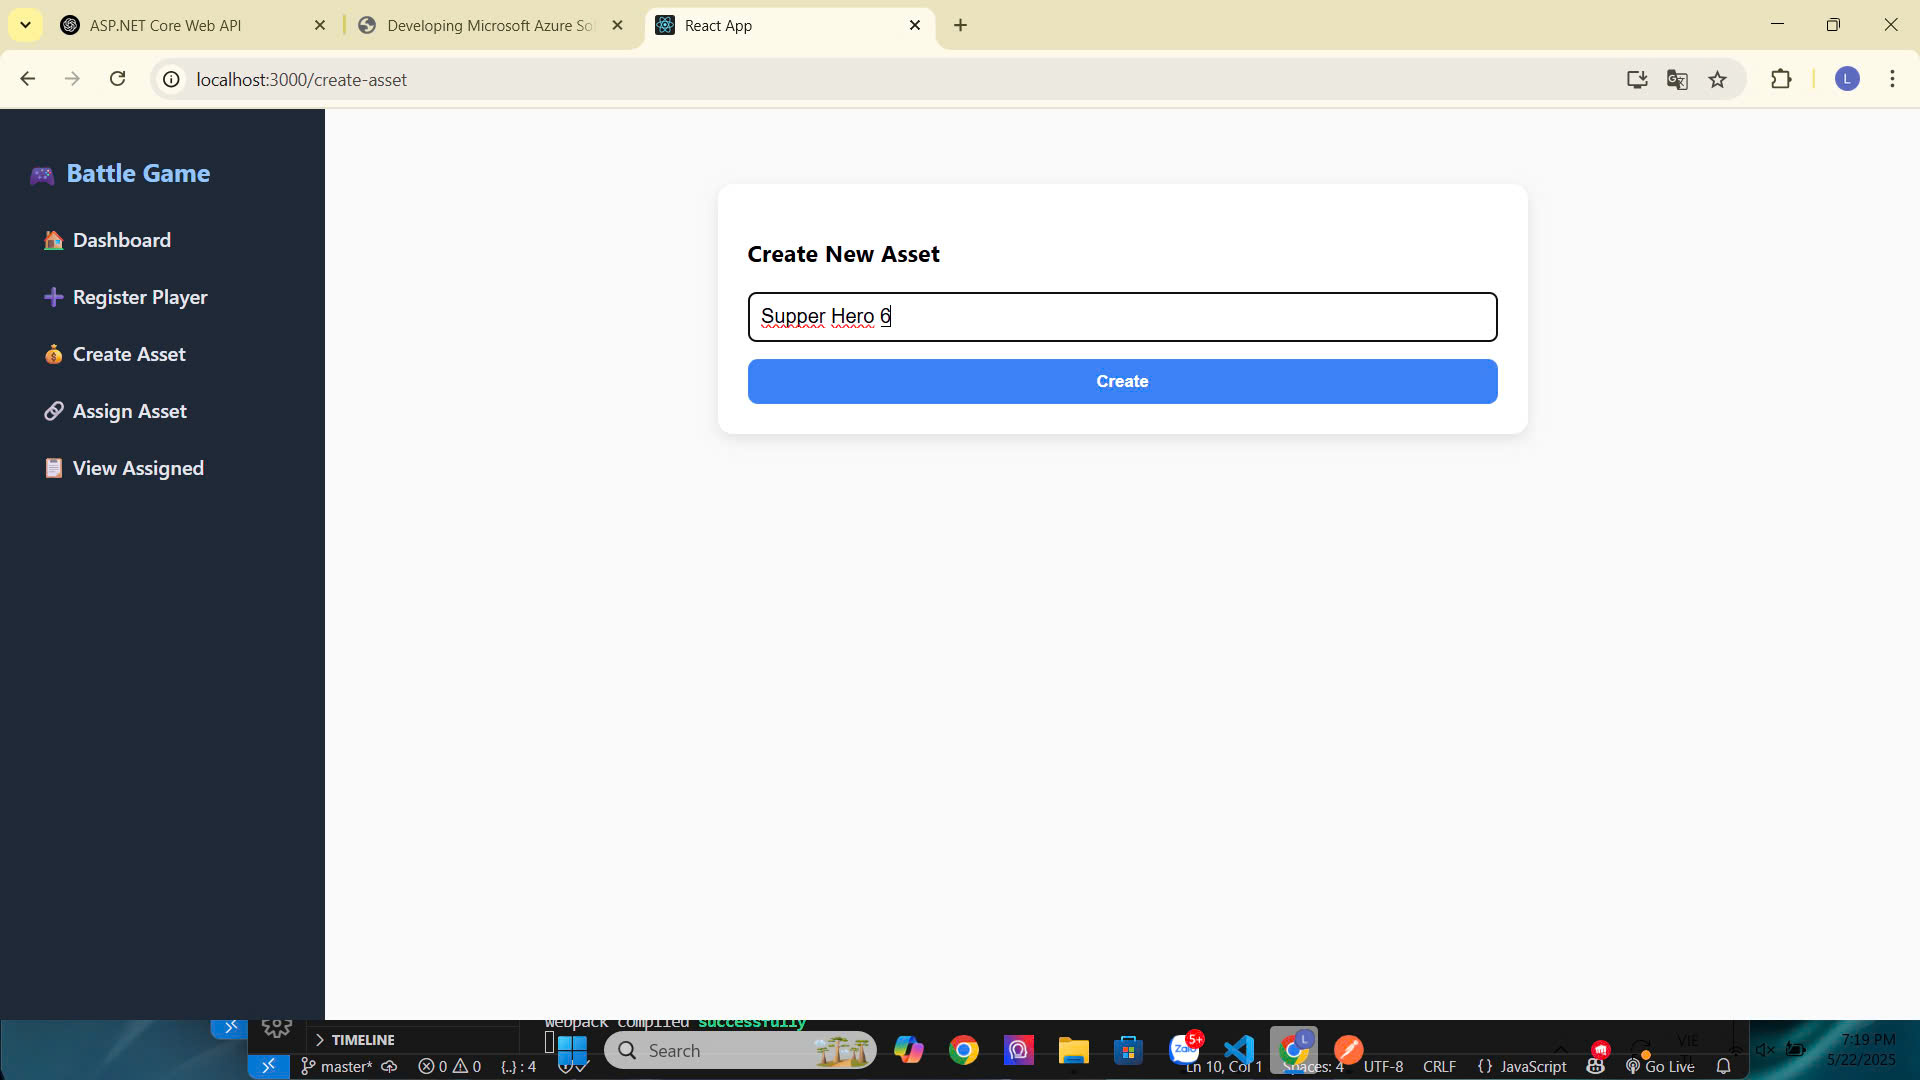 ASP.NET Core Web API
Developing Microsoft Azure So
React App
localhost:3000/create-asset
L
Battle Game
Dashboard
Register Player
Create Asset
Assign Asset
View Assigned
Create New Asset
Supper Hero 6
Create
webpack compiled successfully
TIMELINE
Search
Zalo
5+
L
VIE
7:19 PM
5/22/2025
master*
0
0
{..} : 4
Ln 10, Col 1
Spaces: 4
UTF-8
CRLF
{} JavaScript
Go Live